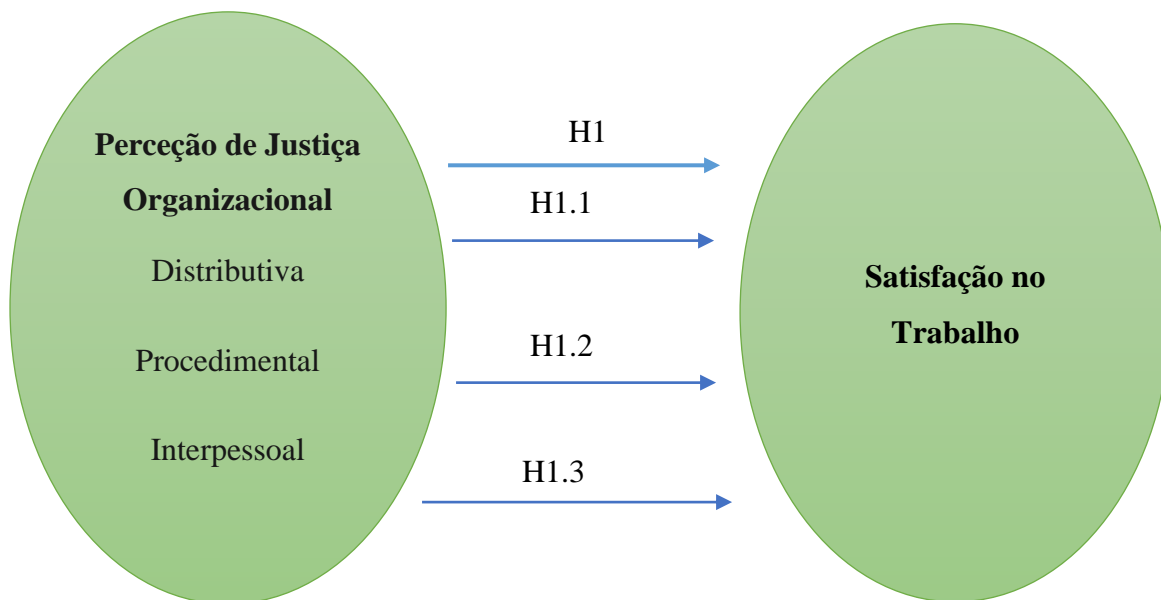 Perceção de Justiça
Organizacional
Distributiva
Procedimental
Interpessoal
H1
H1.1
H1.2
H1.3
Satisfação no
Trabalho